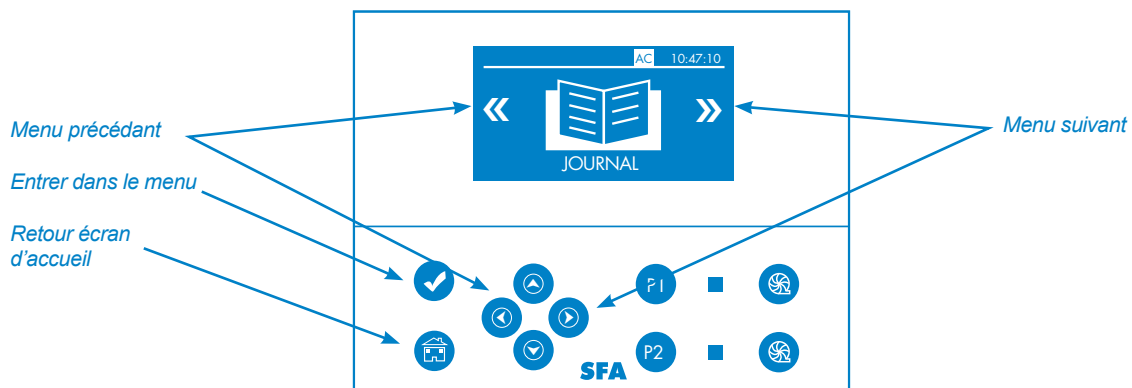 AC 10:47:10
JOURNAL
Menu précédant
Menu suivant
Entrer dans le menu
Retour écran
d'accueil
P1
P2
SFA